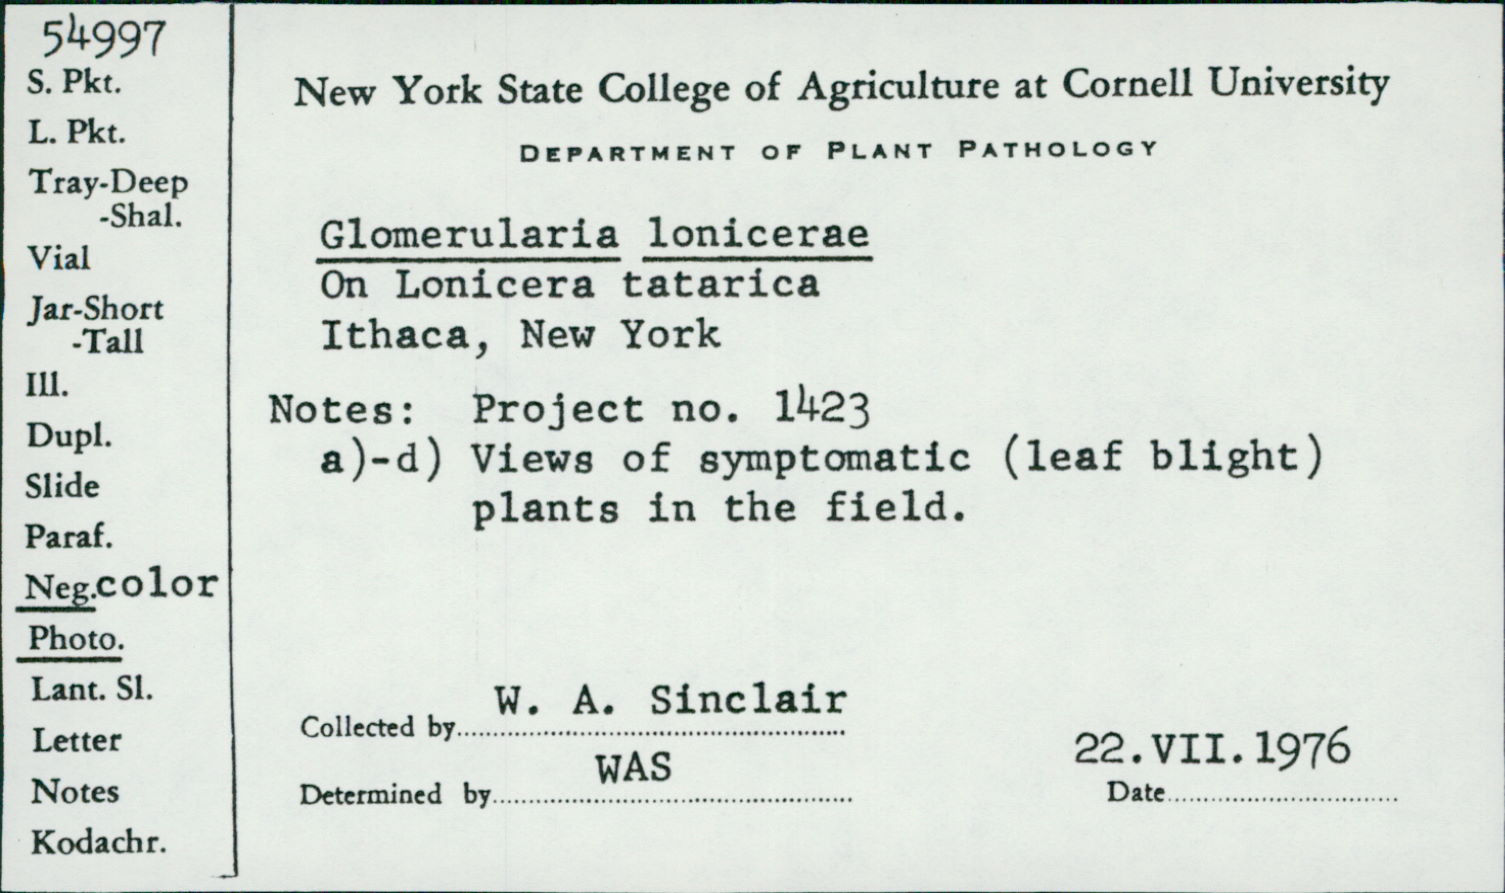 54997
S. Pkt.
L. Pkt.
Tray-Deep
-Shal.
Vial
Jar-Short
-Tall
Ill.
Dupl.
Slide
Paraf.
Neg.color
Photo.
Lant. Sl.
Letter
Notes
Kodachr.
New York State College of Agriculture at Cornell University
DEPARTMENT OF PLANT PATHOLOGY
Glomerularia lonicerae
On Lonicera tatarica
Ithaca, New York
Notes: Project no. 1423
a)-d) Views of symptomatic (leaf blight)
plants in the field.
W. A. Sinclair
Collected by
WAS
Determined by
22.VII.1976
Date